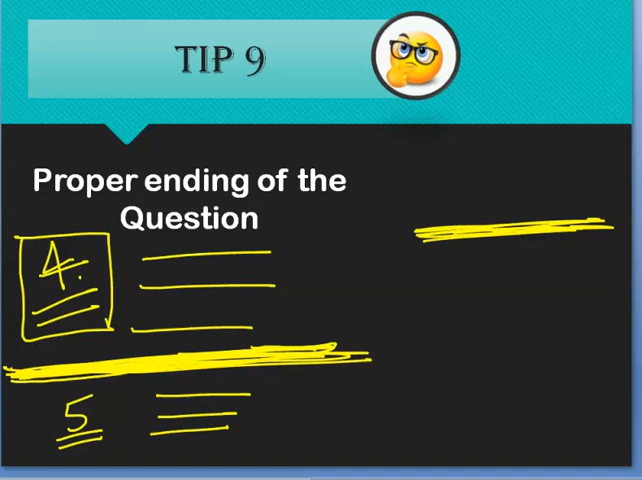 TIP 9
Proper ending of the
Question
4.
5